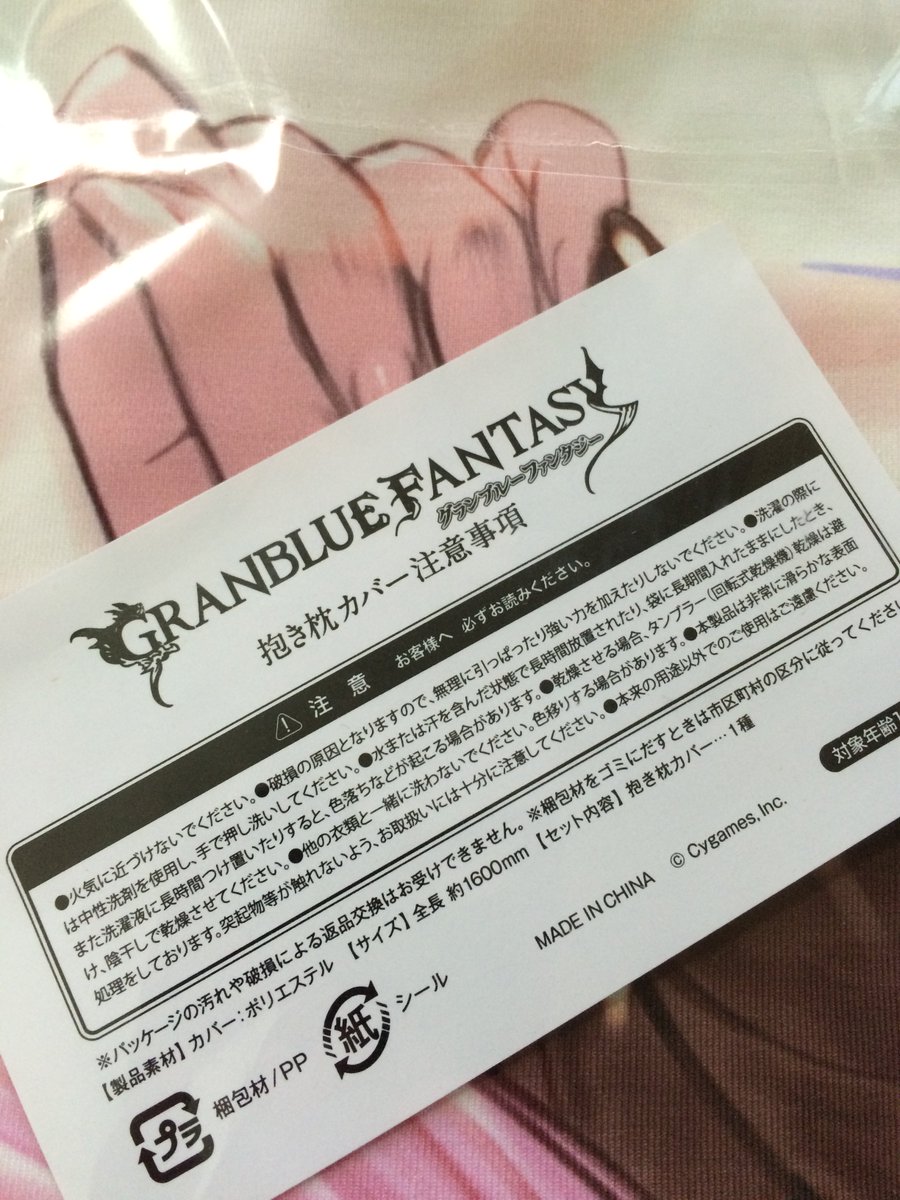 GRANBLUE FANTASY
グランブルーファンタジー
抱き枕カバー注意事項
注 意 お客様へ 必ずお読みください。
●火気に近づけないでください。●破損の原因となりますので、無理に引っぱったり強い力を加えたりしないでください。●洗濯の際に
は中性洗剤を使用し、手で押し洗いしてください。●水または汗を含んだ状態で長時間放置されたり、袋に長期間入れたままにしたとき、
また洗濯液に長時間つけ置いたりすると、色落ちなどが起こる場合があります。●乾燥させる場合、タンブラー(回転式乾燥機)乾燥は避
け、陰干しで乾燥させてください。●他の衣類と一緒に洗わないでください。色移りする場合があります。●本製品は非常に滑らかな表面
処理をしております。突起物等が触れないよう、お取扱いには十分に注意してください。●本来の用途以外でのご使用はご遠慮ください。
※パッケージの汚れや破損による返品交換はお受けできません。※梱包材をゴミにだすときは市区町村の区分に従ってください
【製品素材】カバー:ポリエステル 【サイズ】全長 約1600mm 【セット内容】抱き枕カバー…1種
対象年齢1
プラ 梱包材/PP 紙 シール
MADE IN CHINA © Cygames, Inc.